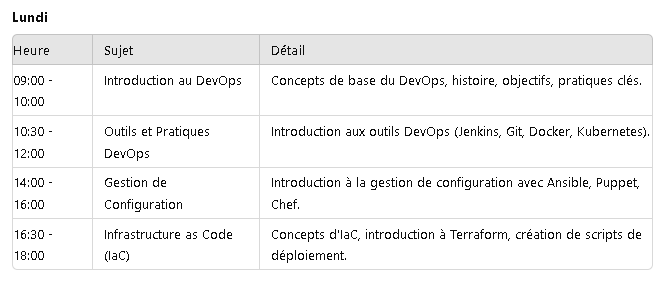 Lundi
Heure Sujet Détail
09:00 - Introduction au DevOps Concepts de base du DevOps, histoire, objectifs, pratiques clés.
10:00
10:30 - Outils et Pratiques Introduction aux outils DevOps (Jenkins, Git, Docker, Kubernetes).
12:00 DevOps
14:00 - Gestion de Introduction à la gestion de configuration avec Ansible, Puppet,
16:00 Configuration Chef.
16:30 - Infrastructure as Code Concepts d'IaC, introduction à Terraform, création de scripts de
18:00 (IaC) déploiement.